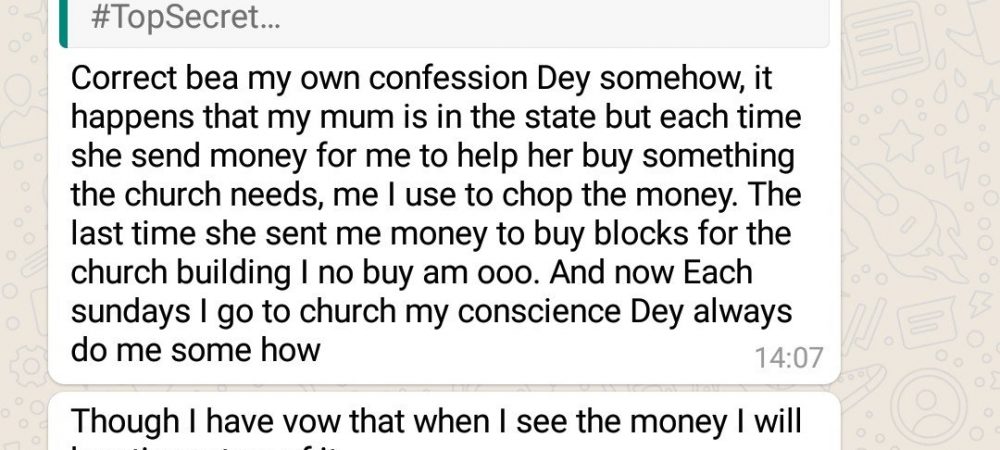 #TopSecret...
Correct bea my own confession Dey somehow, it
happens that my mum is in the state but each time
she send money for me to help her buy something
the church needs, me I use to chop the money. The
last time she sent me money to buy blocks for the
church building I no buy am ooo. And now Each
sundays I go to church my conscience Dey always
do me some how
14:07
Though I have vow that when I see the money I will